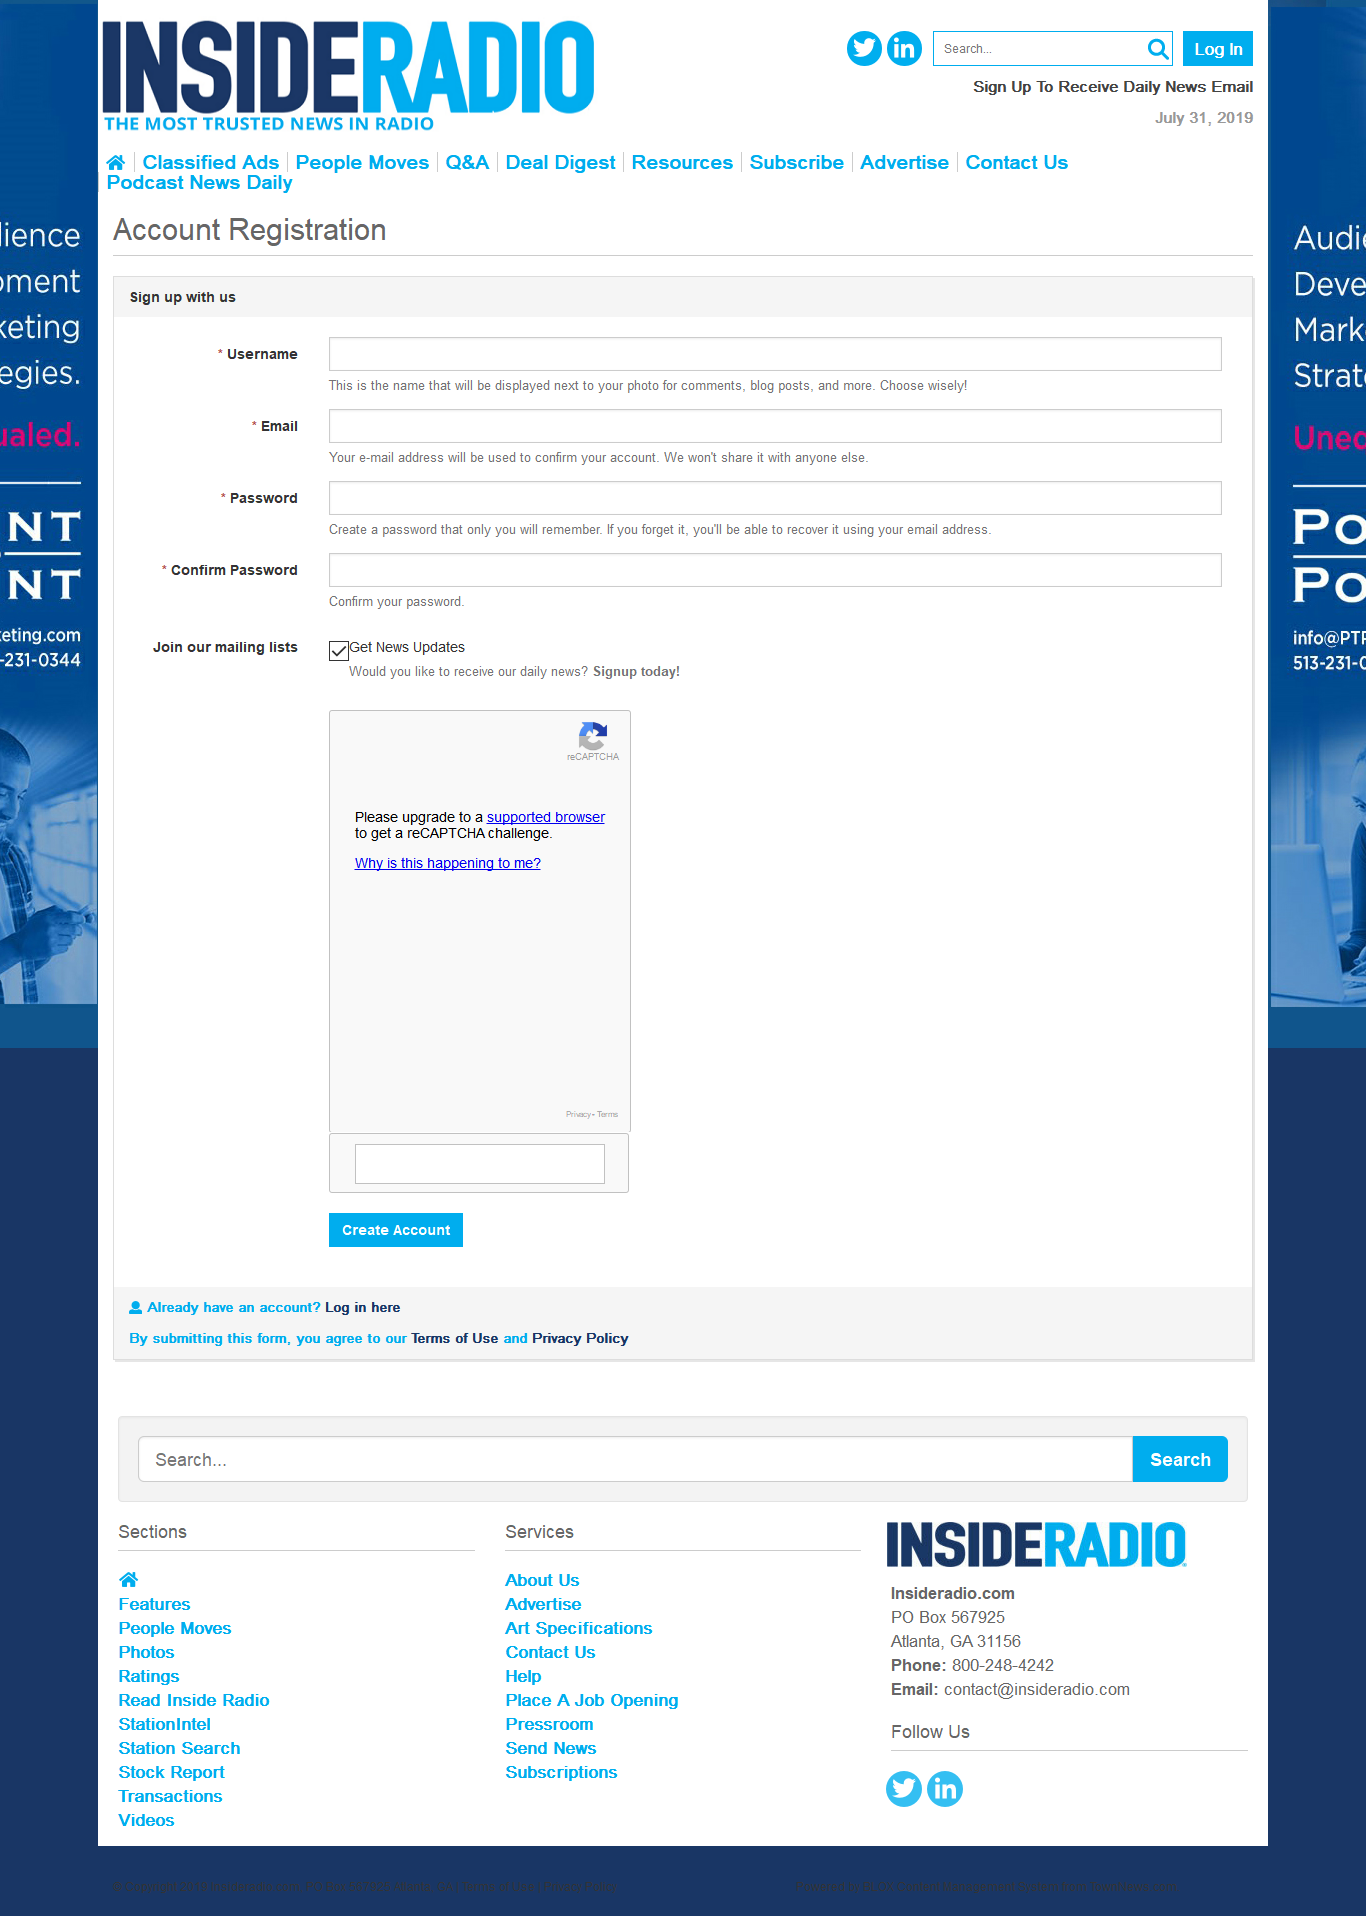 INSIDERADIO
THE MOST TRUSTED NEWS IN RADIO
Search...
Log In
Sign Up To Receive Daily News Email
July 31, 2019
Classified Ads People Moves Q&A Deal Digest Resources Subscribe Advertise Contact Us
Podcast News Daily
Account Registration
Sign up with us
* Username
This is the name that will be displayed next to your photo for comments, blog posts, and more. Choose wisely!
* Email
Your e-mail address will be used to confirm your account. We won't share it with anyone else.
* Password
Create a password that only you will remember. If you forget it, you'll be able to recover it using your email address.
* Confirm Password
Confirm your password.
Join our mailing lists
Get News Updates
Would you like to receive our daily news? Signup today!
reCAPTCHA
Please upgrade to a supported browser
to get a reCAPTCHA challenge.
Why is this happening to me?
Privacy - Terms
Create Account
Already have an account? Log in here
By submitting this form, you agree to our Terms of Use and Privacy Policy
Search...
Search
Sections
Features
People Moves
Photos
Ratings
Read Inside Radio
StationIntel
Station Search
Stock Report
Transactions
Videos
Services
About Us
Advertise
Art Specifications
Contact Us
Help
Place A Job Opening
Pressroom
Send News
Subscriptions
INSIDERADIO
Insideradio.com
PO Box 567925
Atlanta, GA 31156
Phone: 800-248-4242
Email: contact@insideradio.com
Follow Us
lience
oment
keting
egies.
ualed.
NT
NT
keting.com
-231-0344
Audie
Deve
Mark
Strate
Uneq
PO
PO
info@PTP
513-231-0